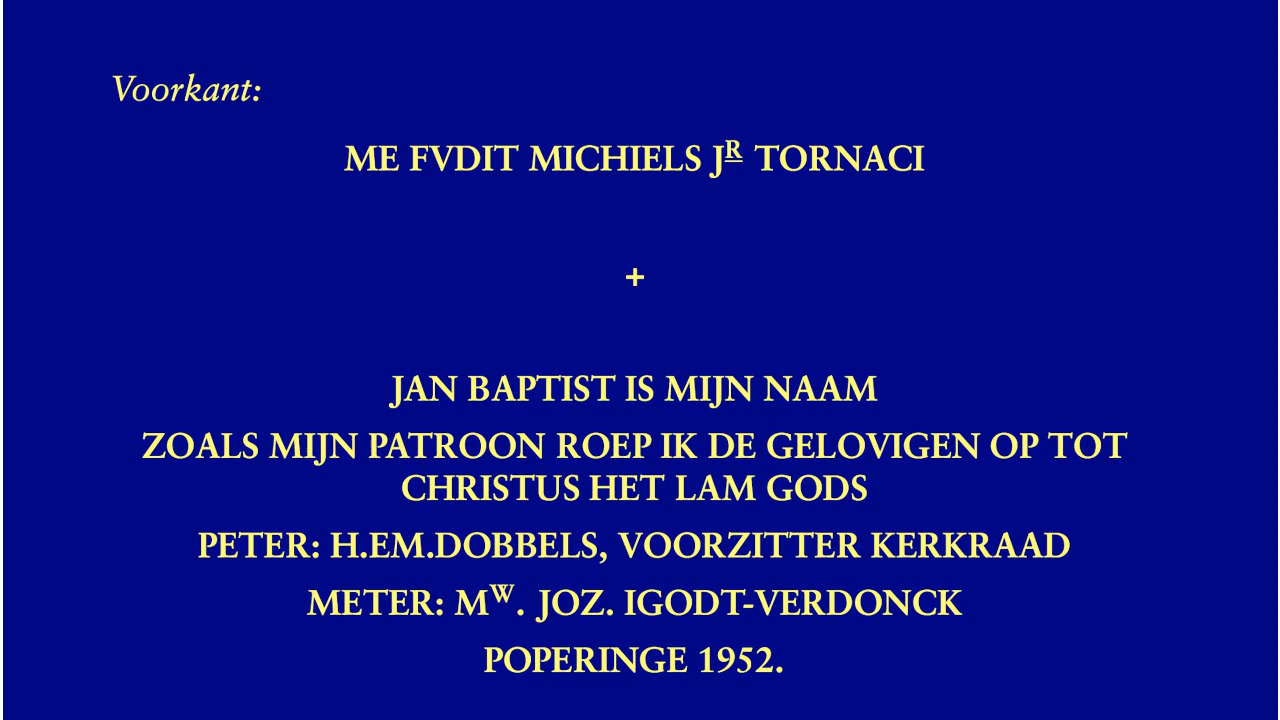 Voorkant:
ME FVDIT MICHIELS Jᴿ TORNACI
+
JAN BAPTIST IS MIJN NAAM
ZOALS MIJN PATROON ROEP IK DE GELOVIGEN OP TOT
CHRISTUS HET LAM GODS
PETER: H.EM.DOBBELS, VOORZITTER KERKRAAD
METER: Mᵂ. JOZ. IGODT-VERDONCK
POPERINGE 1952.